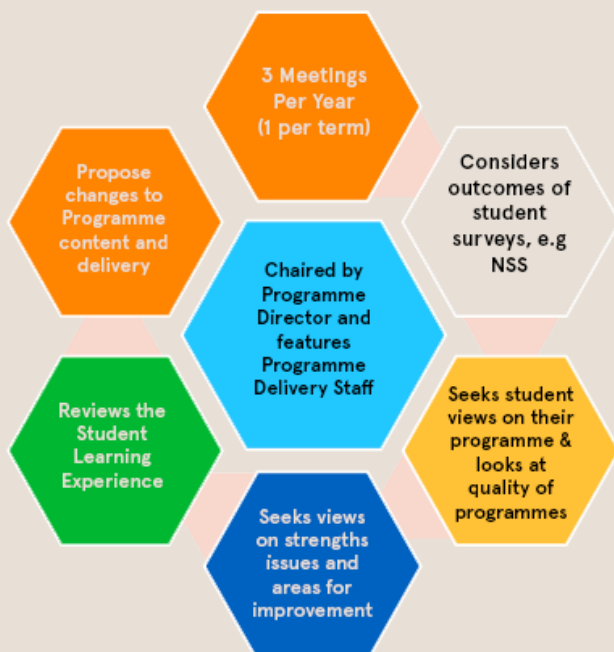 3 Meetings
Per Year
(1 per term)
Considers
outcomes of
student
surveys, e.g
NSS
Propose
changes to
Programme
content and
delivery
Chaired by
Programme
Director and
features
Programme
Delivery Staff
Seeks student
views on their
programme &
looks at
quality of
programmes
Reviews the
Student
Learning
Experience
Seeks views
on strengths
issues and
areas for
improvement